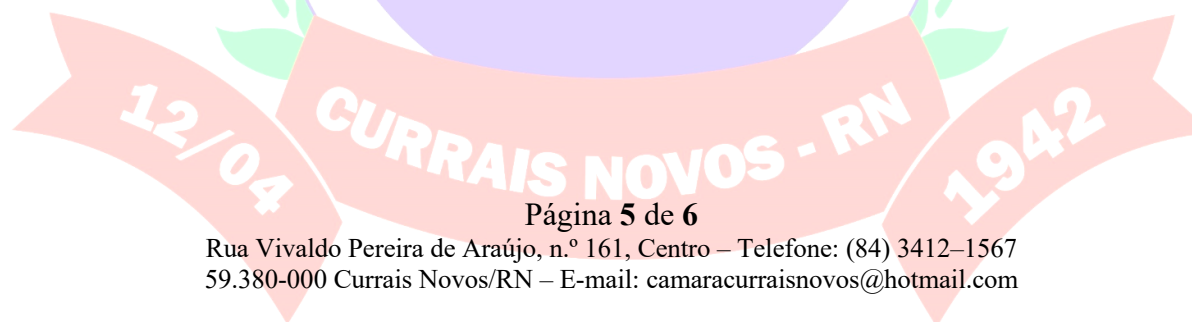 12/04
CURRAIS NOVOS - RN
1942
Página 5 de 6
Rua Vivaldo Pereira de Araújo, n.º 161, Centro – Telefone: (84) 3412–1567
59.380-000 Currais Novos/RN – E-mail: camaracurraisnovos@hotmail.com